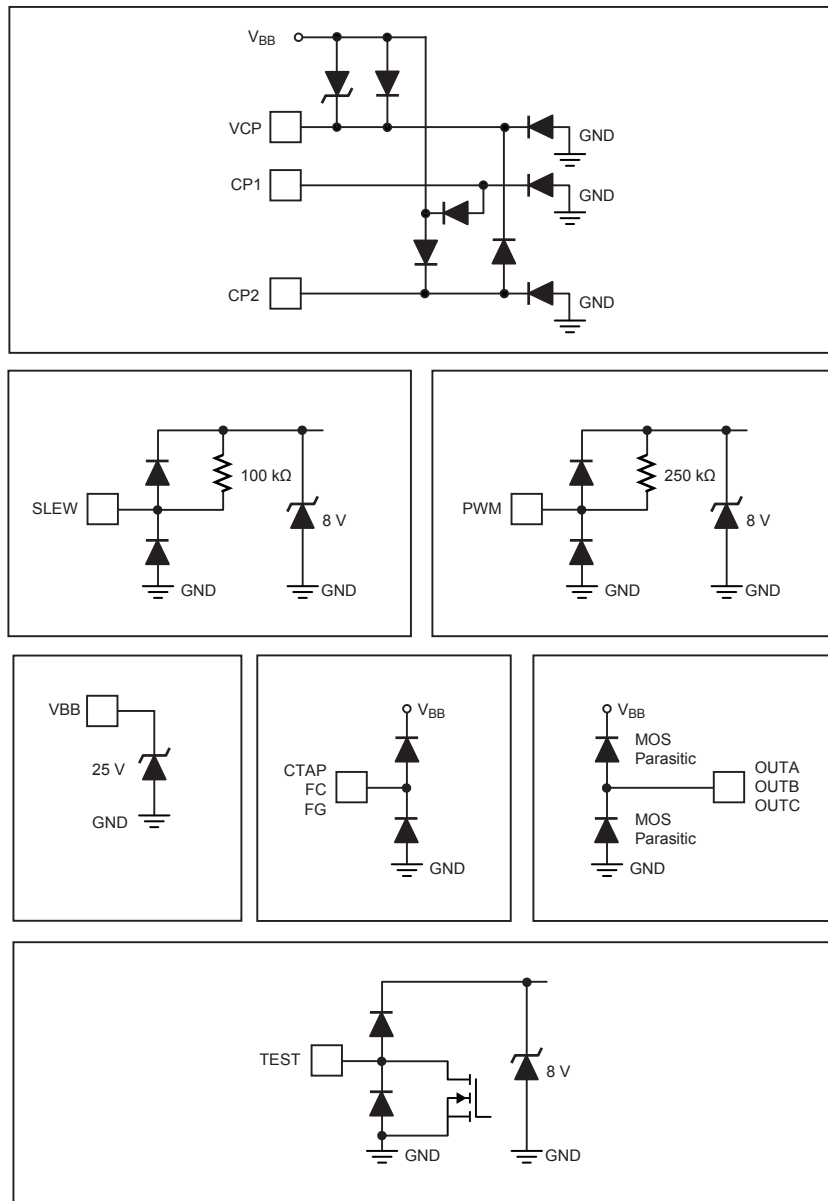 VBB
VCP
GND
CP1
GND
CP2
GND
SLEW
100 kΩ
8 V
GND
GND
PWM
250 kΩ
8 V
GND
GND
VBB
25 V
GND
VBB
CTAP
FC
FG
GND
VBB
MOS
Parasitic
OUTA
OUTB
OUTC
MOS
Parasitic
GND
TEST
8 V
GND
GND